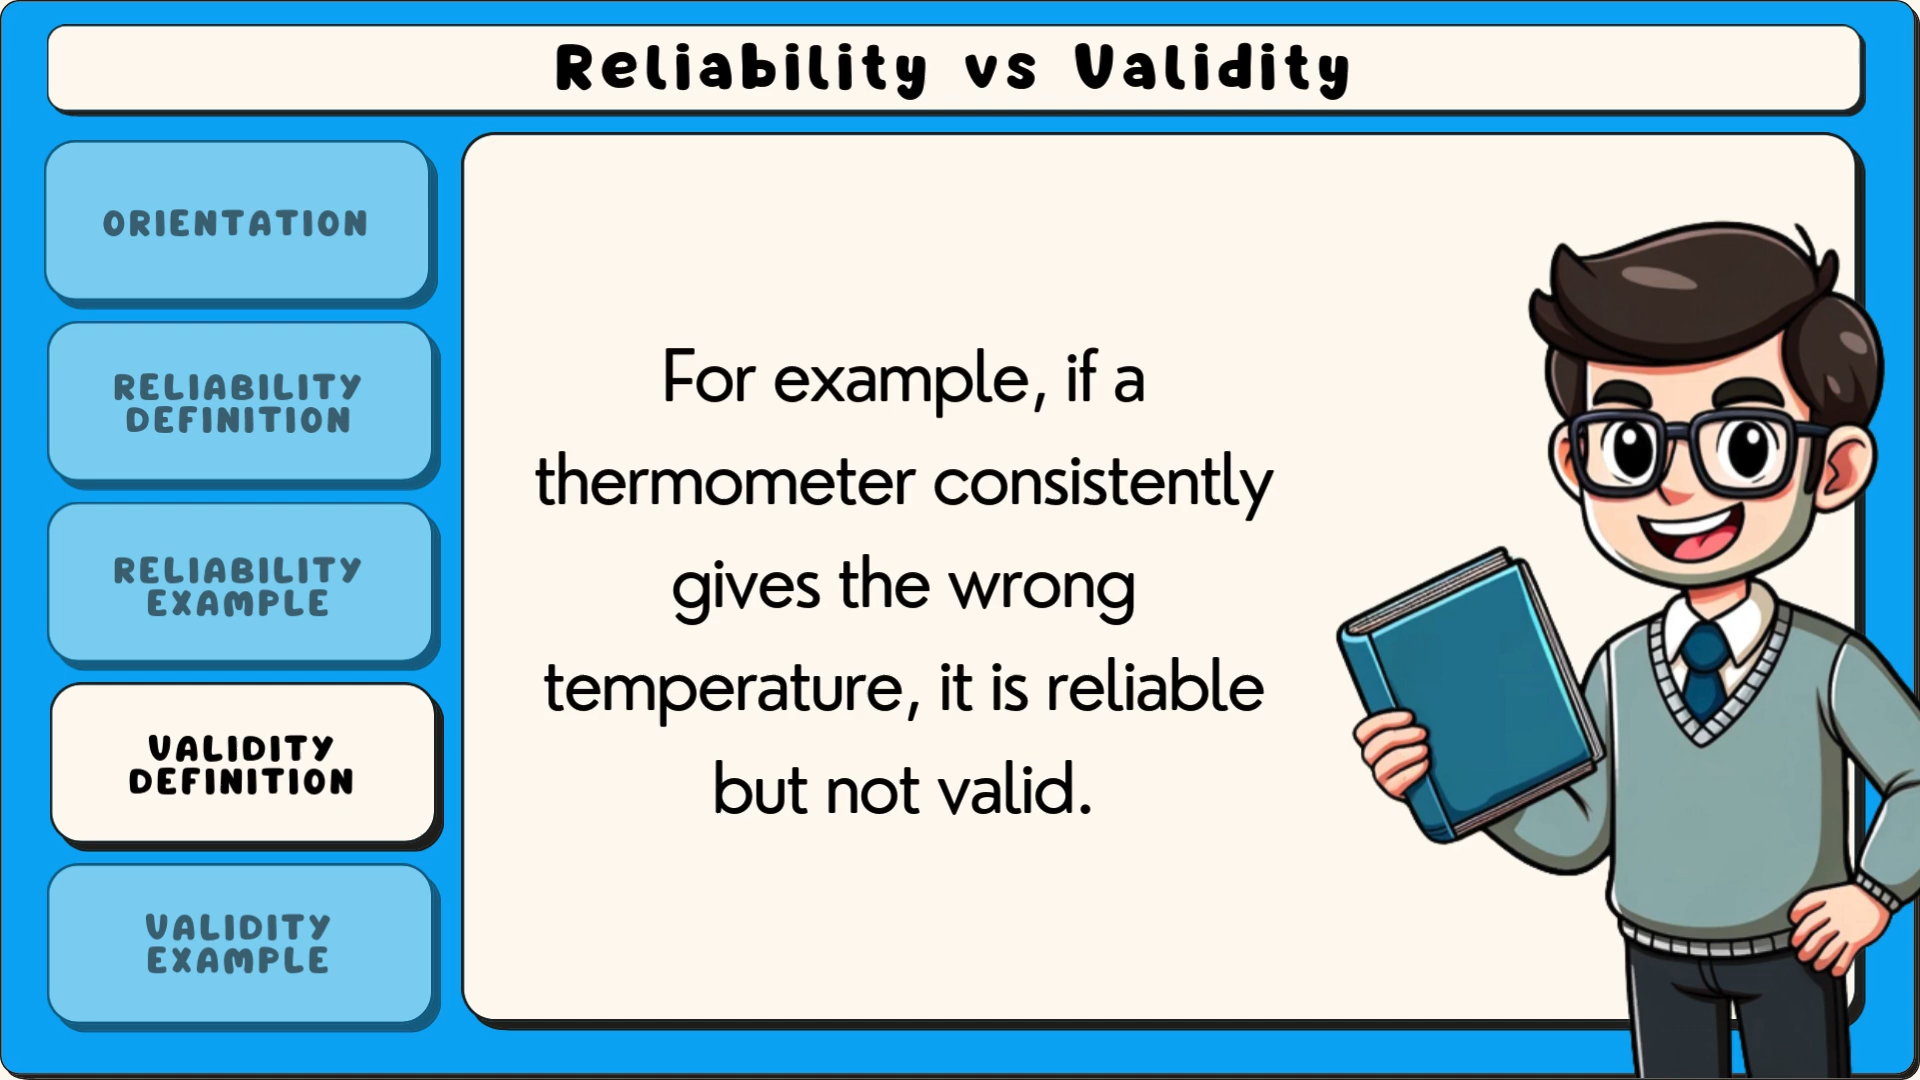 Reliability vs Validity
ORIENTATION
RELIABILITY
DEFINITION
RELIABILITY
EXAMPLE
VALIDITY
DEFINITION
VALIDITY
EXAMPLE
For example, if a
thermometer consistently
gives the wrong
temperature, it is reliable
but not valid.